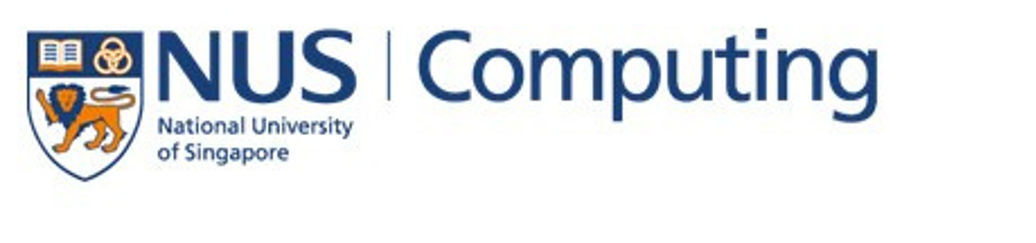 NUS | Computing
National University
of Singapore